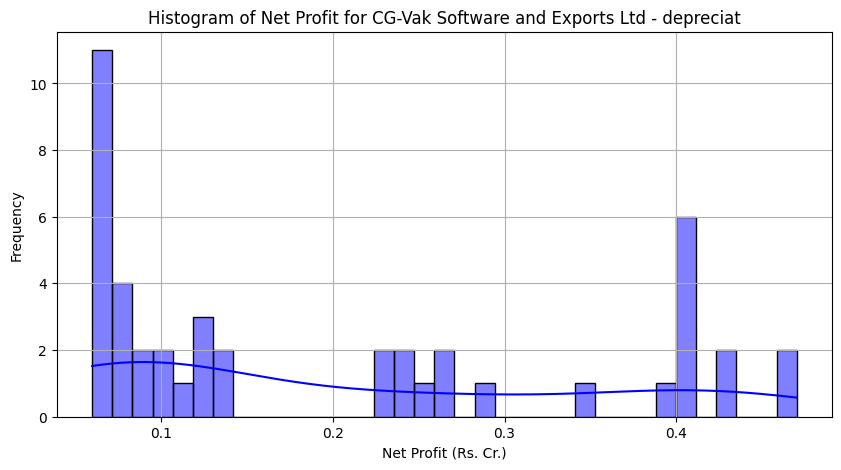 Histogram of Net Profit for CG-Vak Software and Exports Ltd - depreciat
10
8
6
4
2
0
Frequency
0.1 0.2 0.3 0.4
Net Profit (Rs. Cr.)